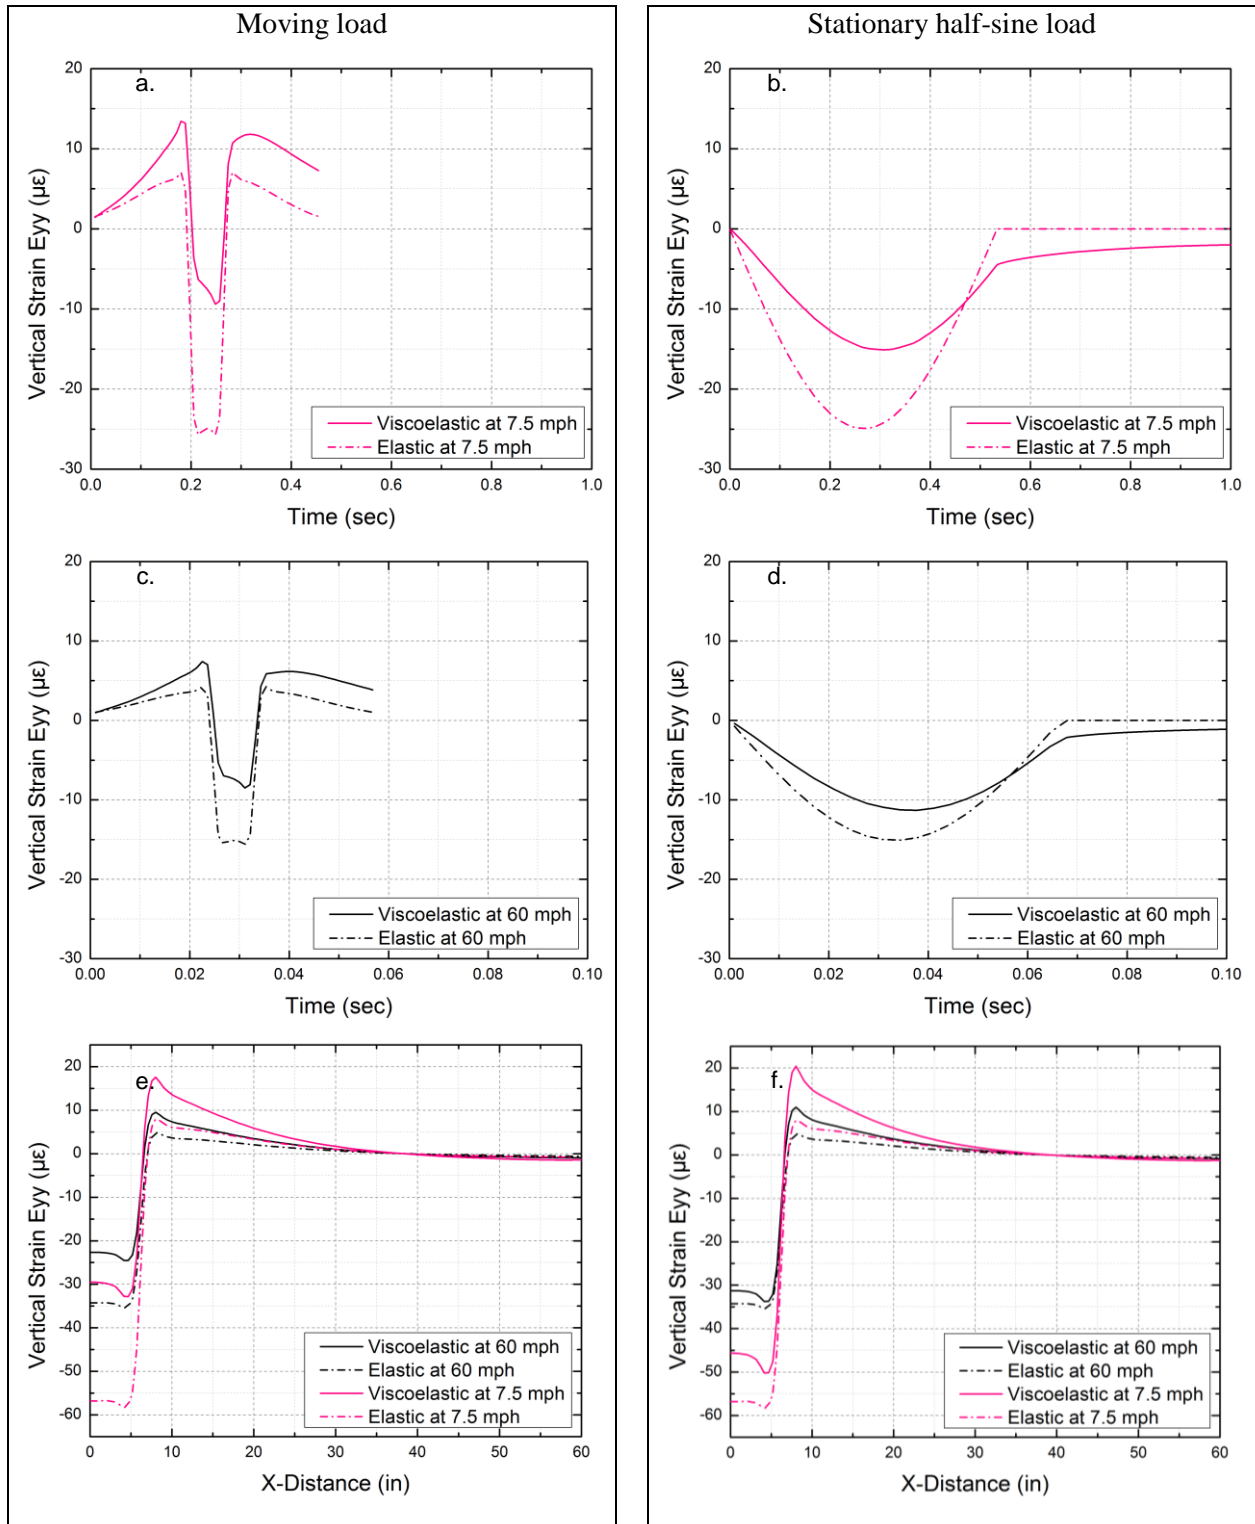 Moving load
a.
20
10
0
-10
-20
-30
Vertical Strain Eyy (με)
0.0 0.2 0.4 0.6 0.8 1.0
Time (sec)
Viscoelastic at 7.5 mph
Elastic at 7.5 mph
c.
20
10
0
-10
-20
-30
Vertical Strain Eyy (με)
0.00 0.02 0.04 0.06 0.08 0.10
Time (sec)
Viscoelastic at 60 mph
Elastic at 60 mph
e.
20
10
0
-10
-20
-30
-40
-50
-60
Vertical Strain Eyy (με)
0 10 20 30 40 50 60
X-Distance (in)
Viscoelastic at 60 mph
Elastic at 60 mph
Viscoelastic at 7.5 mph
Elastic at 7.5 mph
Stationary half-sine load
b.
20
10
0
-10
-20
-30
Vertical Strain Eyy (με)
0.0 0.2 0.4 0.6 0.8 1.0
Time (sec)
Viscoelastic at 7.5 mph
Elastic at 7.5 mph
d.
20
10
0
-10
-20
-30
Vertical Strain Eyy (με)
0.00 0.02 0.04 0.06 0.08 0.10
Time (sec)
Viscoelastic at 60 mph
Elastic at 60 mph
f.
20
10
0
-10
-20
-30
-40
-50
-60
Vertical Strain Eyy (με)
0 10 20 30 40 50 60
X-Distance (in)
Viscoelastic at 60 mph
Elastic at 60 mph
Viscoelastic at 7.5 mph
Elastic at 7.5 mph